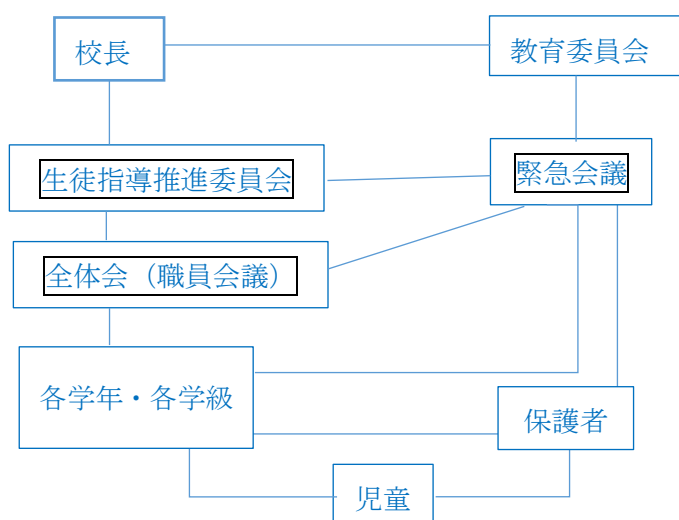 校長
教育委員会
生徒指導推進委員会
緊急会議
全体会（職員会議）
各学年・各学級
保護者
児童